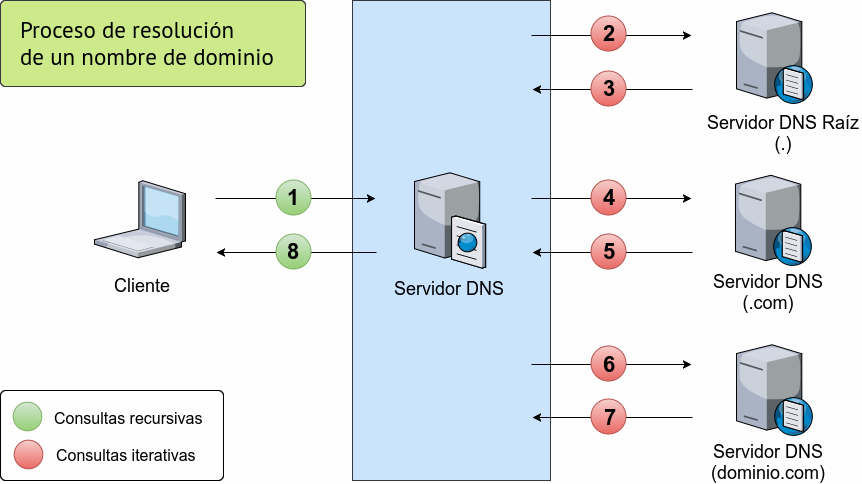 Proceso de resolución
de un nombre de dominio
2
3
Servidor DNS Raíz
(.)
1
8
Cliente
Servidor DNS
4
5
Servidor DNS
(.com)
6
7
Servidor DNS
(dominio.com)
Consultas recursivas
Consultas iterativas